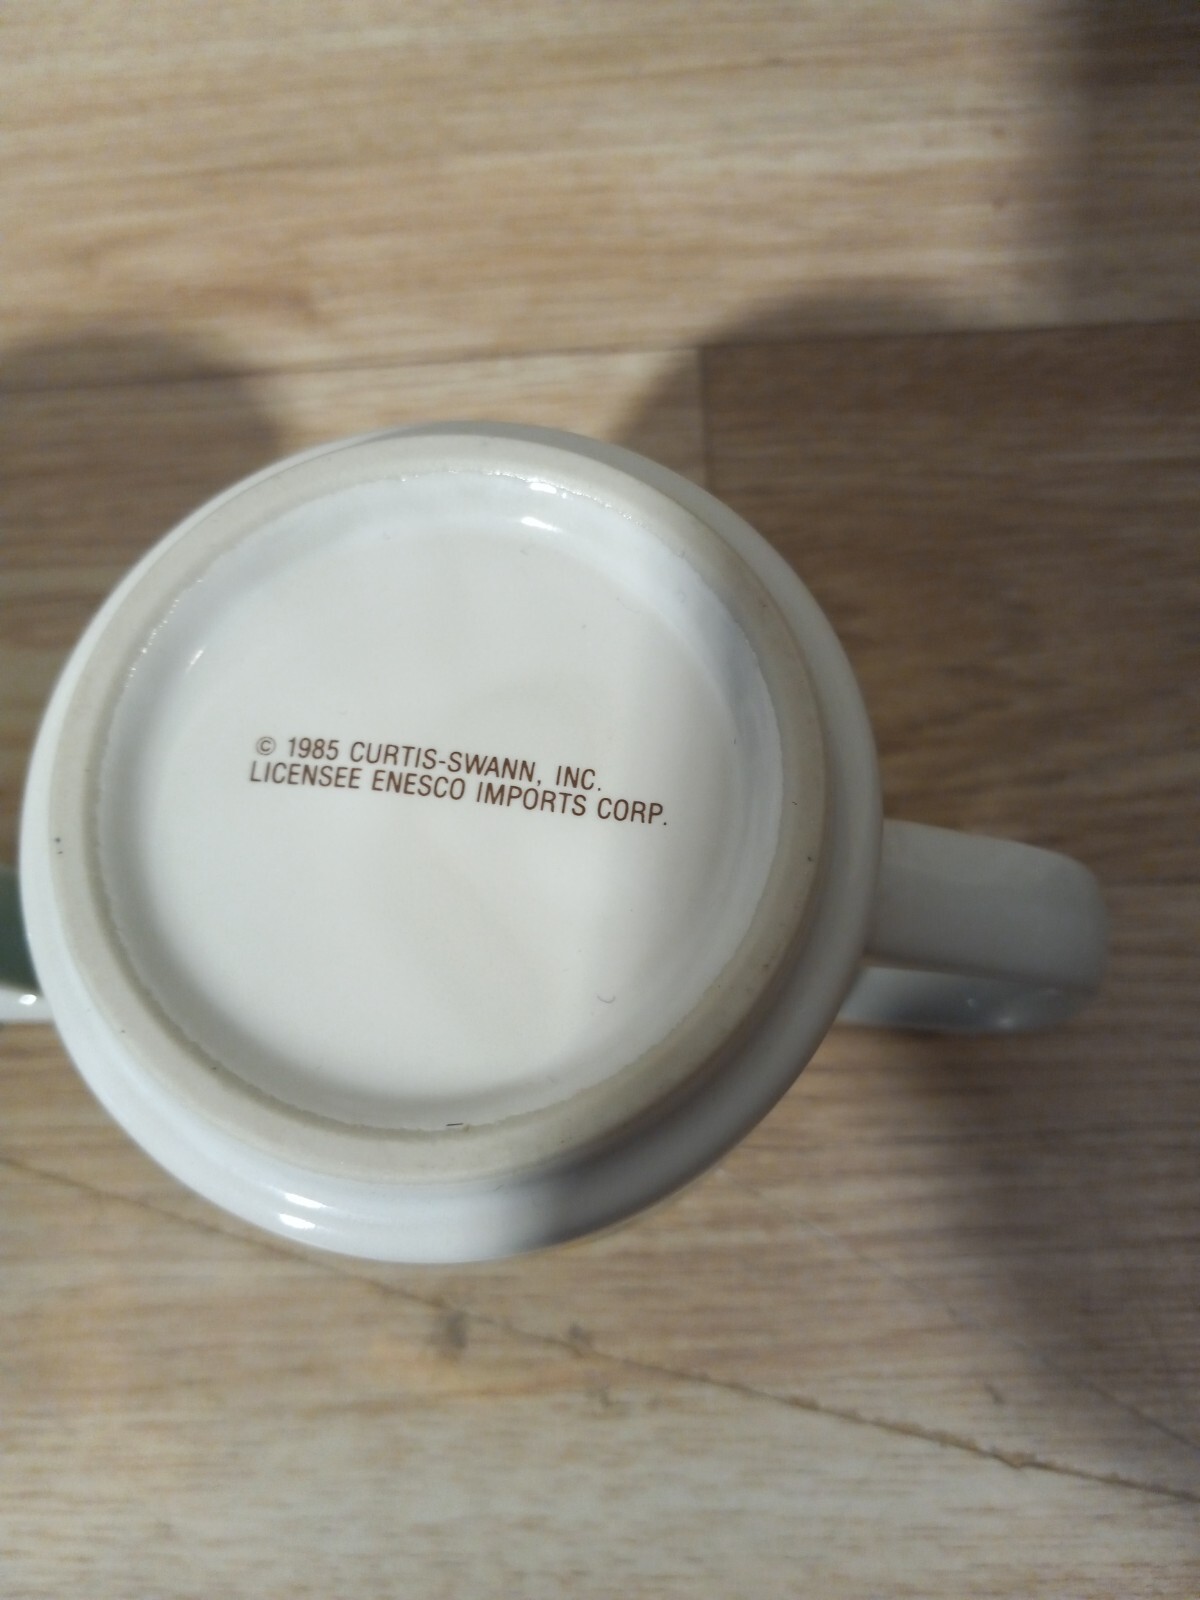 © 1985 CURTIS-SWANN, INC.
LICENSEE ENESCO IMPORTS CORP.